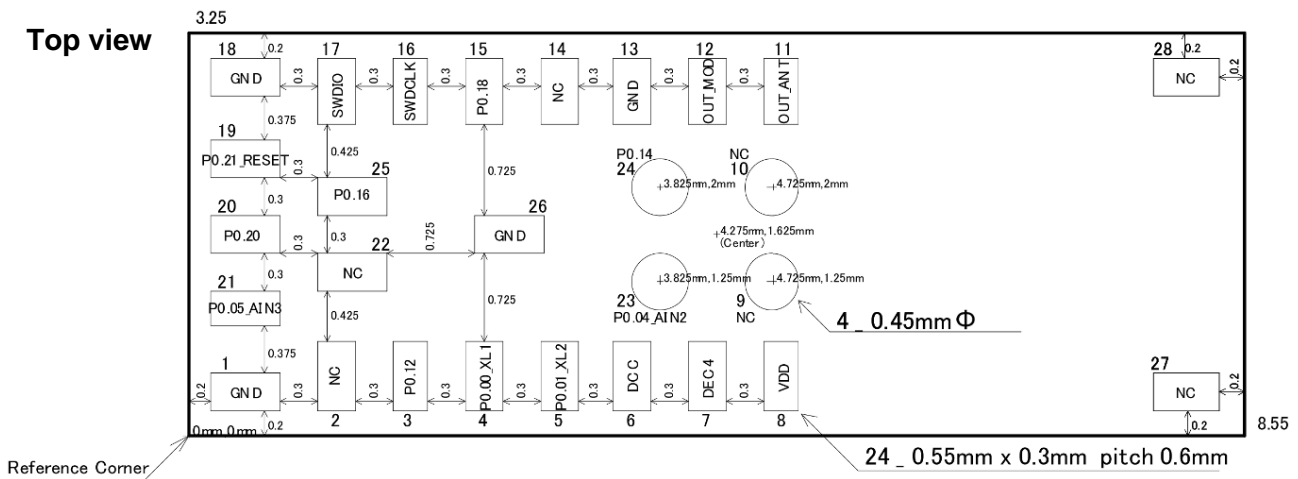 3.25
Top view
18 17 16 15 14 13 12 11 28
0.2 0.2
GND SWDIO SWDCLK P0.18 NC GND OUT_MOD OUT_ANT NC
0.3 0.3 0.3 0.3 0.3 0.3 0.3 0.2
0.375
19
0.425
P0.14 NC
P0.21_RESET 0.3 25 0.725 24 10
P0.16 3.825mm,2mm 4.725mm,2mm
0.3
20 26
P0.20 0.3 0.3 22 0.725 GND 4.275mm,1.625mm
(Center)
0.3 NC
21 3.825mm,1.25mm 4.725mm,1.25mm
P0.05_AIN3 0.425 0.725 23 9
P0.04_AIN2 NC
4 _ 0.45mm Φ
0.375
1 27
0.2 GND 0.3 NC 0.3 P0.12 0.3 P0.00_XL1 0.3 P0.01_XL2 0.3 DCC 0.3 DEC4 0.3 VDD NC 0.2
0mm,0mm 0.2 2 3 4 5 6 7 8 0.2 8.55
Reference Corner
24 _ 0.55mm x 0.3mm pitch 0.6mm